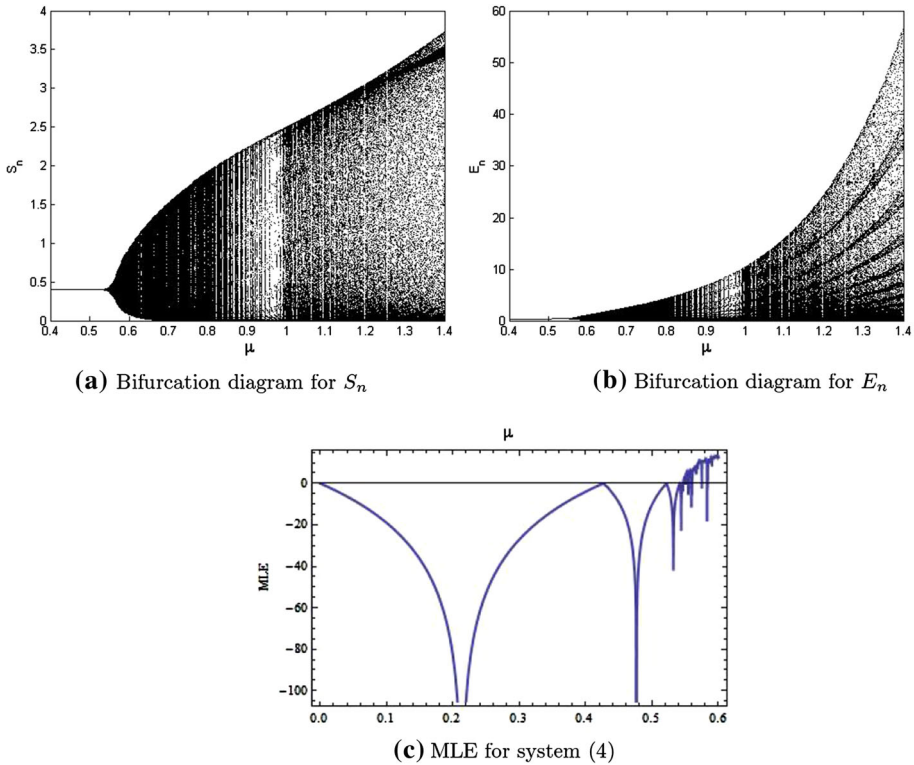 4
3.5
3
2.5
2
1.5
1
0.5
0
S_n
0.4 0.5 0.6 0.7 0.8 0.9 1 1.1 1.2 1.3 1.4
μ
(a) Bifurcation diagram for S_n
60
50
40
30
20
10
0
E_n
0.4 0.5 0.6 0.7 0.8 0.9 1.0 1.1 1.2 1.3 1.4
μ
(b) Bifurcation diagram for E_n
μ
0
-20
-40
-60
-80
-100
MLE
0.0 0.1 0.2 0.3 0.4 0.5 0.6
(c) MLE for system (4)